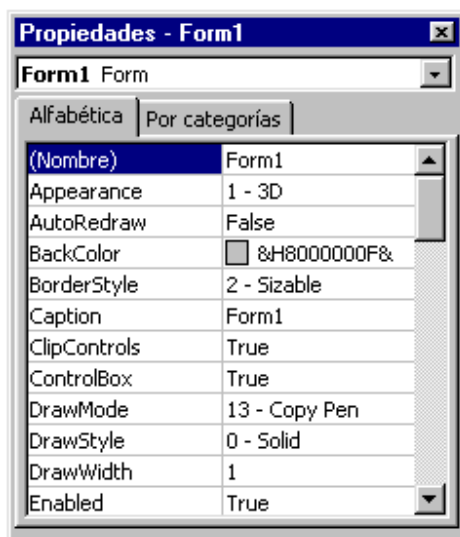 Propiedades - Form1
Form1 Form
Alfabética Por categorías
(Nombre) Form1
Appearance 1 - 3D
AutoRedraw False
BackColor &H8000000F&
BorderStyle 2 - Sizable
Caption Form1
ClipControls True
ControlBox True
DrawMode 13 - Copy Pen
DrawStyle 0 - Solid
DrawWidth 1
Enabled True